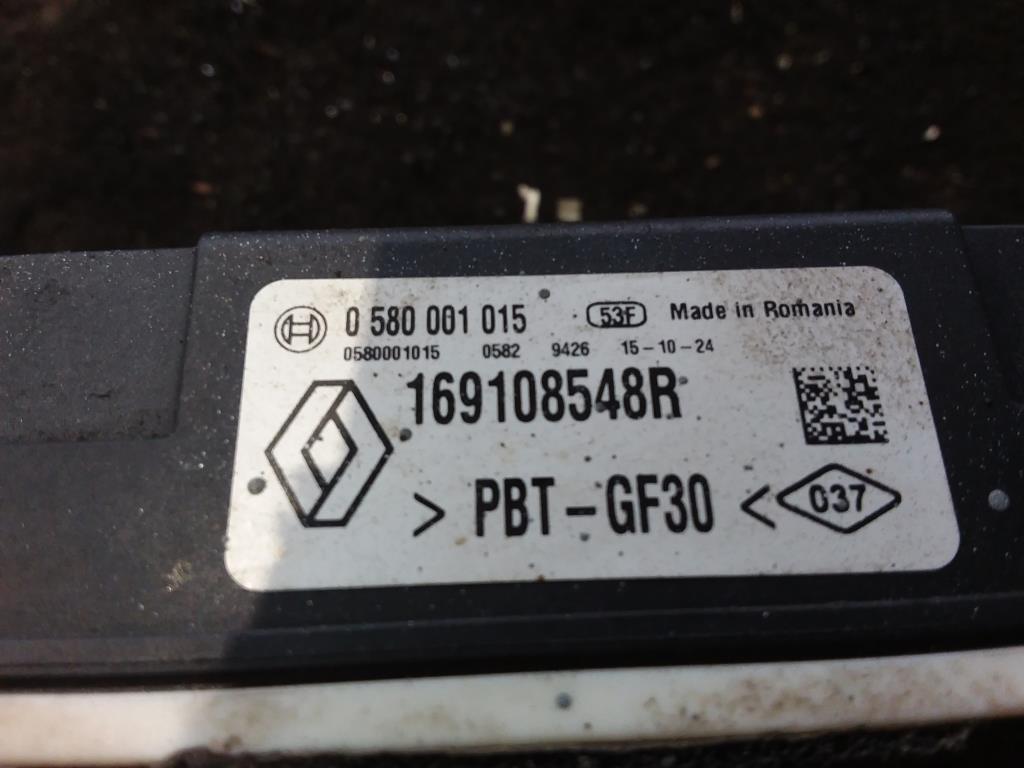 0 580 001 015 53F Made in Romania
0580001015 0582 9426 15-10-24
169108548R
> PBT-GF30 < 037